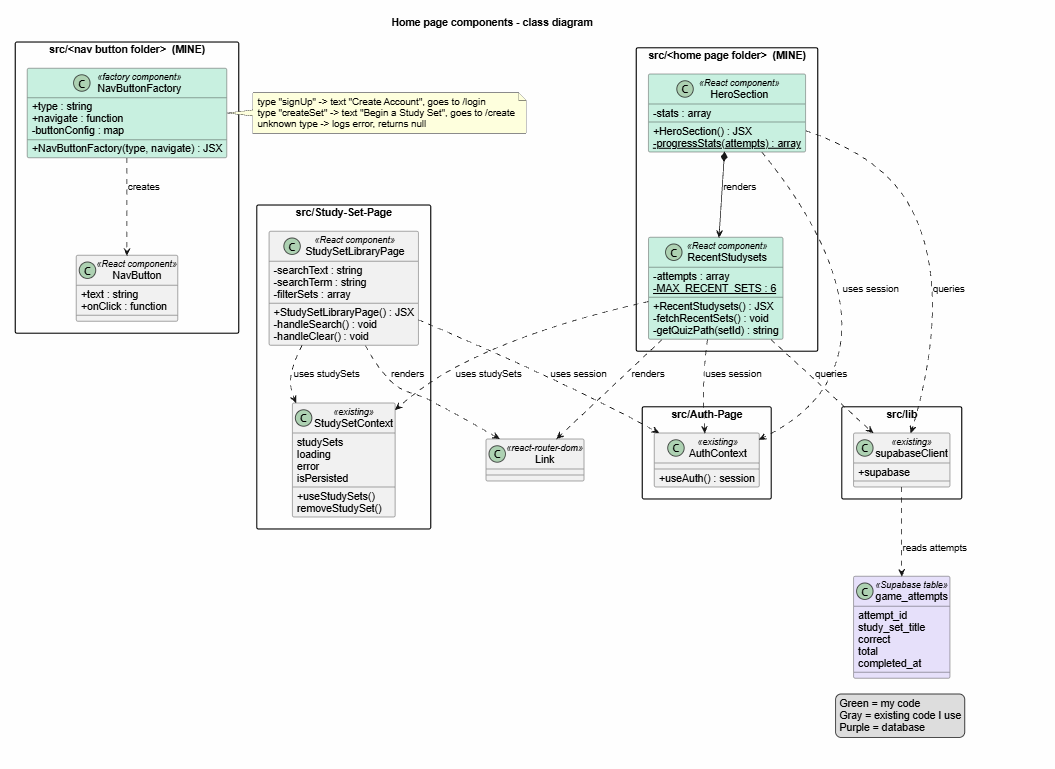 Home page components - class diagram
src/<nav button folder> (MINE)
C «factory component»
NavButtonFactory
+type : string
+navigate : function
-buttonConfig : map
+NavButtonFactory(type, navigate) : JSX
type "signUp" -> text "Create Account", goes to /login
type "createSet" -> text "Begin a Study Set", goes to /create
unknown type -> logs error, returns null
creates
C «React component»
NavButton
+text : string
+onClick : function
src/<home page folder> (MINE)
C «React component»
HeroSection
-stats : array
+HeroSection() : JSX
-progressStats(attempts) : array
renders
C «React component»
RecentStudysets
-attempts : array
-MAX_RECENT_SETS : 6
+RecentStudysets() : JSX
-fetchRecentSets() : void
-getQuizPath(setId) : string
uses session
queries
src/Study-Set-Page
C «React component»
StudySetLibraryPage
-searchText : string
-searchTerm : string
-filterSets : array
+StudySetLibraryPage() : JSX
-handleSearch() : void
-handleClear() : void
uses studySets
renders
uses studySets
uses session
renders
uses session
queries
C «existing»
StudySetContext
studySets
loading
error
isPersisted
+useStudySets()
removeStudySet()
C «react-router-dom»
Link
src/Auth-Page
C «existing»
AuthContext
+useAuth() : session
src/lib
C «existing»
supabaseClient
+supabase
reads attempts
C «Supabase table»
game_attempts
attempt_id
study_set_title
correct
total
completed_at
Green = my code
Gray = existing code I use
Purple = database